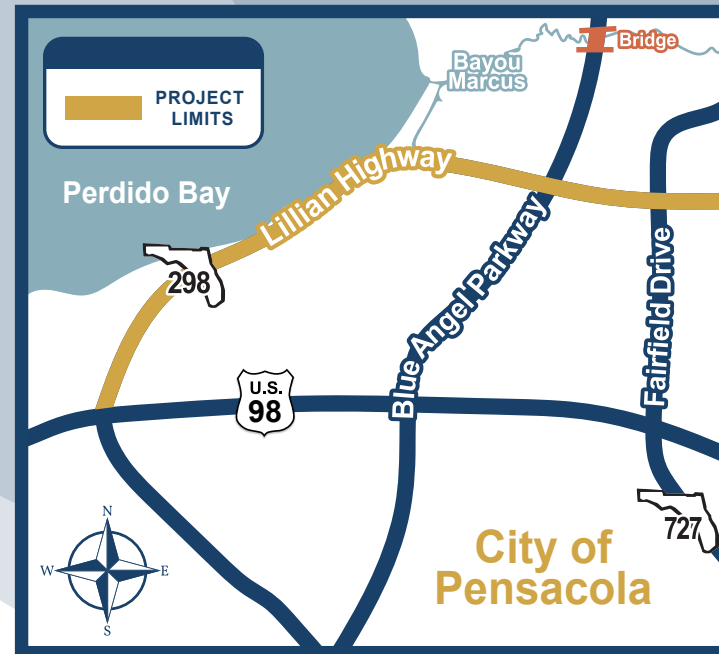 Bridge
Bayou
Marcus
PROJECT
LIMITS
Lillian Highway
Perdido Bay
298
Blue Angel Parkway
Fairfield Drive
U.S.
98
727
City of
Pensacola
N
W
E
S